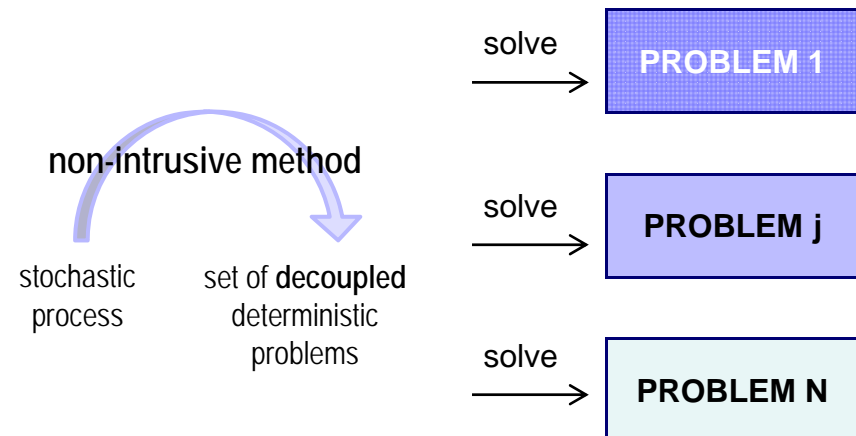 non-intrusive method
stochastic
process
set of decoupled
deterministic
problems
solve
PROBLEM 1
solve
PROBLEM j
solve
PROBLEM N